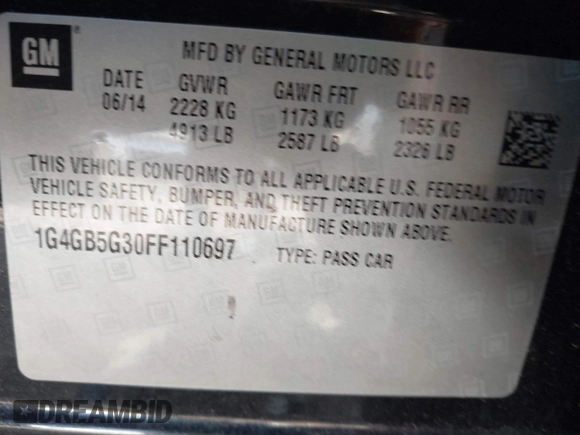 GM
MFD BY GENERAL MOTORS LLC
DATE GVWR GAWR FRT GAWR RR
06/14 2228 KG 1173 KG 1055 KG
4913 LB 2587 LB 2326 LB
THIS VEHICLE CONFORMS TO ALL APPLICABLE U.S. FEDERAL MOTOR
VEHICLE SAFETY, BUMPER, AND THEFT PREVENTION STANDARDS IN
EFFECT ON THE DATE OF MANUFACTURE SHOWN ABOVE.
1G4GB5G30FF110697 TYPE: PASS CAR
DREAMBID